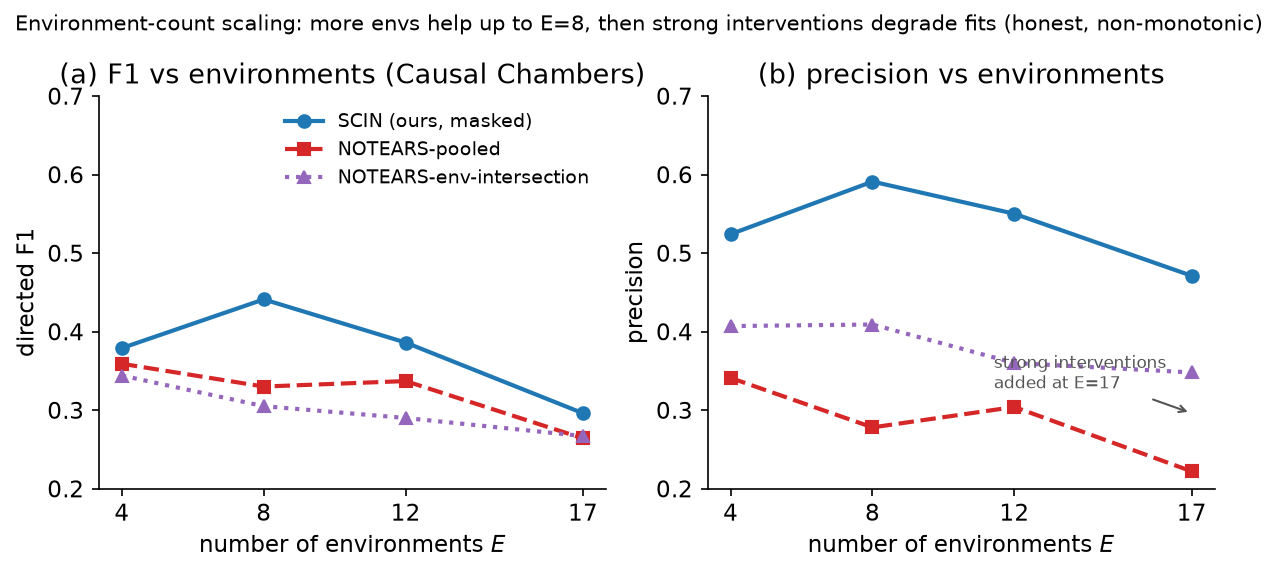 Environment-count scaling: more envs help up to E=8, then strong interventions degrade fits (honest, non-monotonic)
(a) F1 vs environments (Causal Chambers)
0.7
0.6
0.5
0.4
0.3
0.2
directed F1
SCIN (ours, masked)
NOTEARS-pooled
NOTEARS-env-intersection
4 8 12 17
number of environments E
(b) precision vs environments
0.7
0.6
0.5
0.4
0.3
0.2
precision
strong interventions
added at E=17
4 8 12 17
number of environments E